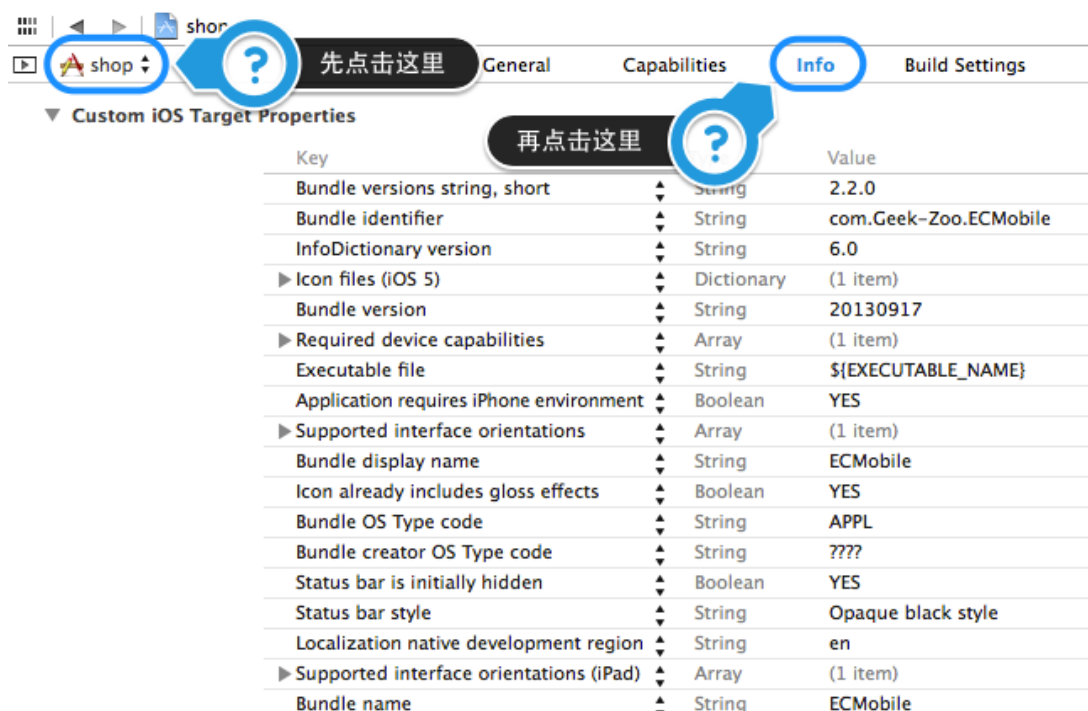 shop
shop ? 先点击这里 General Capabilities Info Build Settings
Custom iOS Target Properties
再点击这里 ?
Key Value
Bundle versions string, short String 2.2.0
Bundle identifier String com.Geek-Zoo.ECMobile
InfoDictionary version String 6.0
Icon files (iOS 5) Dictionary (1 item)
Bundle version String 20130917
Required device capabilities Array (1 item)
Executable file String ${EXECUTABLE_NAME}
Application requires iPhone environment Boolean YES
Supported interface orientations Array (1 item)
Bundle display name String ECMobile
Icon already includes gloss effects Boolean YES
Bundle OS Type code String APPL
Bundle creator OS Type code String ????
Status bar is initially hidden Boolean YES
Status bar style String Opaque black style
Localization native development region String en
Supported interface orientations (iPad) Array (1 item)
Bundle name String ECMobile